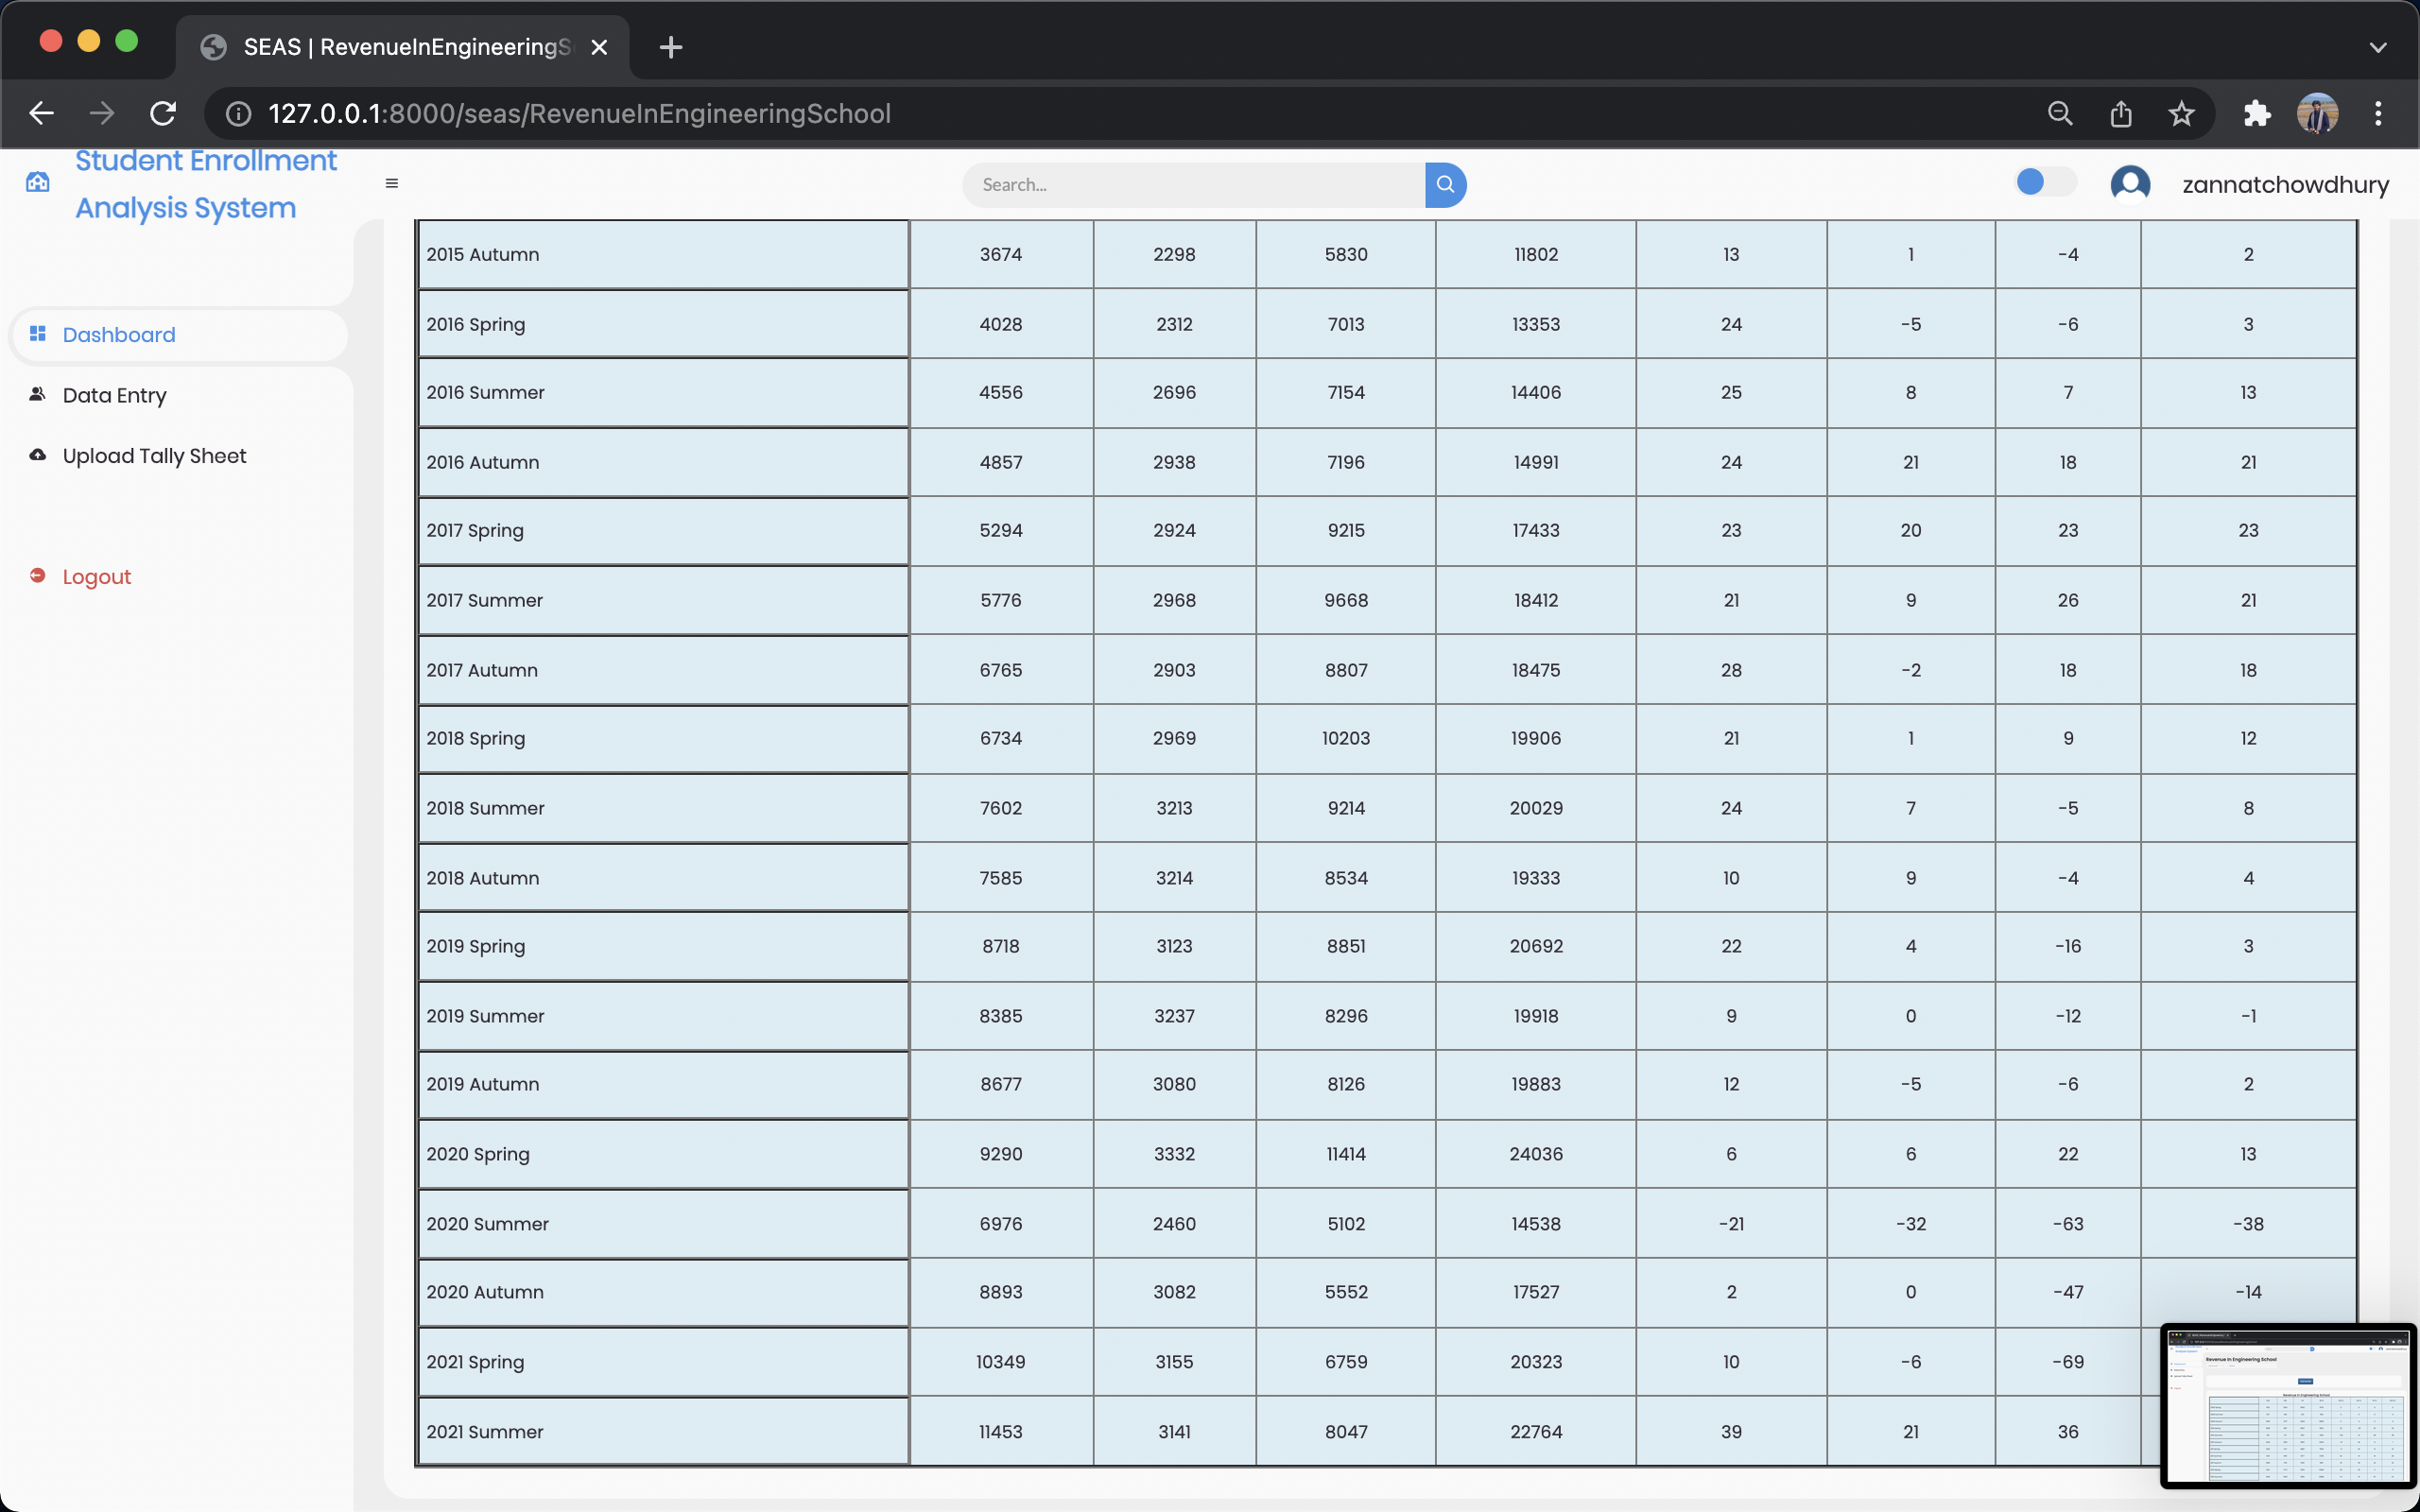 SEAS | RevenueInEngineeringS
127.0.0.1:8000/seas/RevenueInEngineeringSchool
Student Enrollment
Analysis System
Search...
zannatchowdhury
Dashboard
Data Entry
Upload Tally Sheet
Logout
2015 Autumn 3674 2298 5830 11802 13 1 -4 2
2016 Spring 4028 2312 7013 13353 24 -5 -6 3
2016 Summer 4556 2696 7154 14406 25 8 7 13
2016 Autumn 4857 2938 7196 14991 24 21 18 21
2017 Spring 5294 2924 9215 17433 23 20 23 23
2017 Summer 5776 2968 9668 18412 21 9 26 21
2017 Autumn 6765 2903 8807 18475 28 -2 18 18
2018 Spring 6734 2969 10203 19906 21 1 9 12
2018 Summer 7602 3213 9214 20029 24 7 -5 8
2018 Autumn 7585 3214 8534 19333 10 9 -4 4
2019 Spring 8718 3123 8851 20692 22 4 -16 3
2019 Summer 8385 3237 8296 19918 9 0 -12 -1
2019 Autumn 8677 3080 8126 19883 12 -5 -6 2
2020 Spring 9290 3332 11414 24036 6 6 22 13
2020 Summer 6976 2460 5102 14538 -21 -32 -63 -38
2020 Autumn 8893 3082 5552 17527 2 0 -47 -14
2021 Spring 10349 3155 6759 20323 10 -6 -69
2021 Summer 11453 3141 8047 22764 39 21 36
Revenue In Engineering School